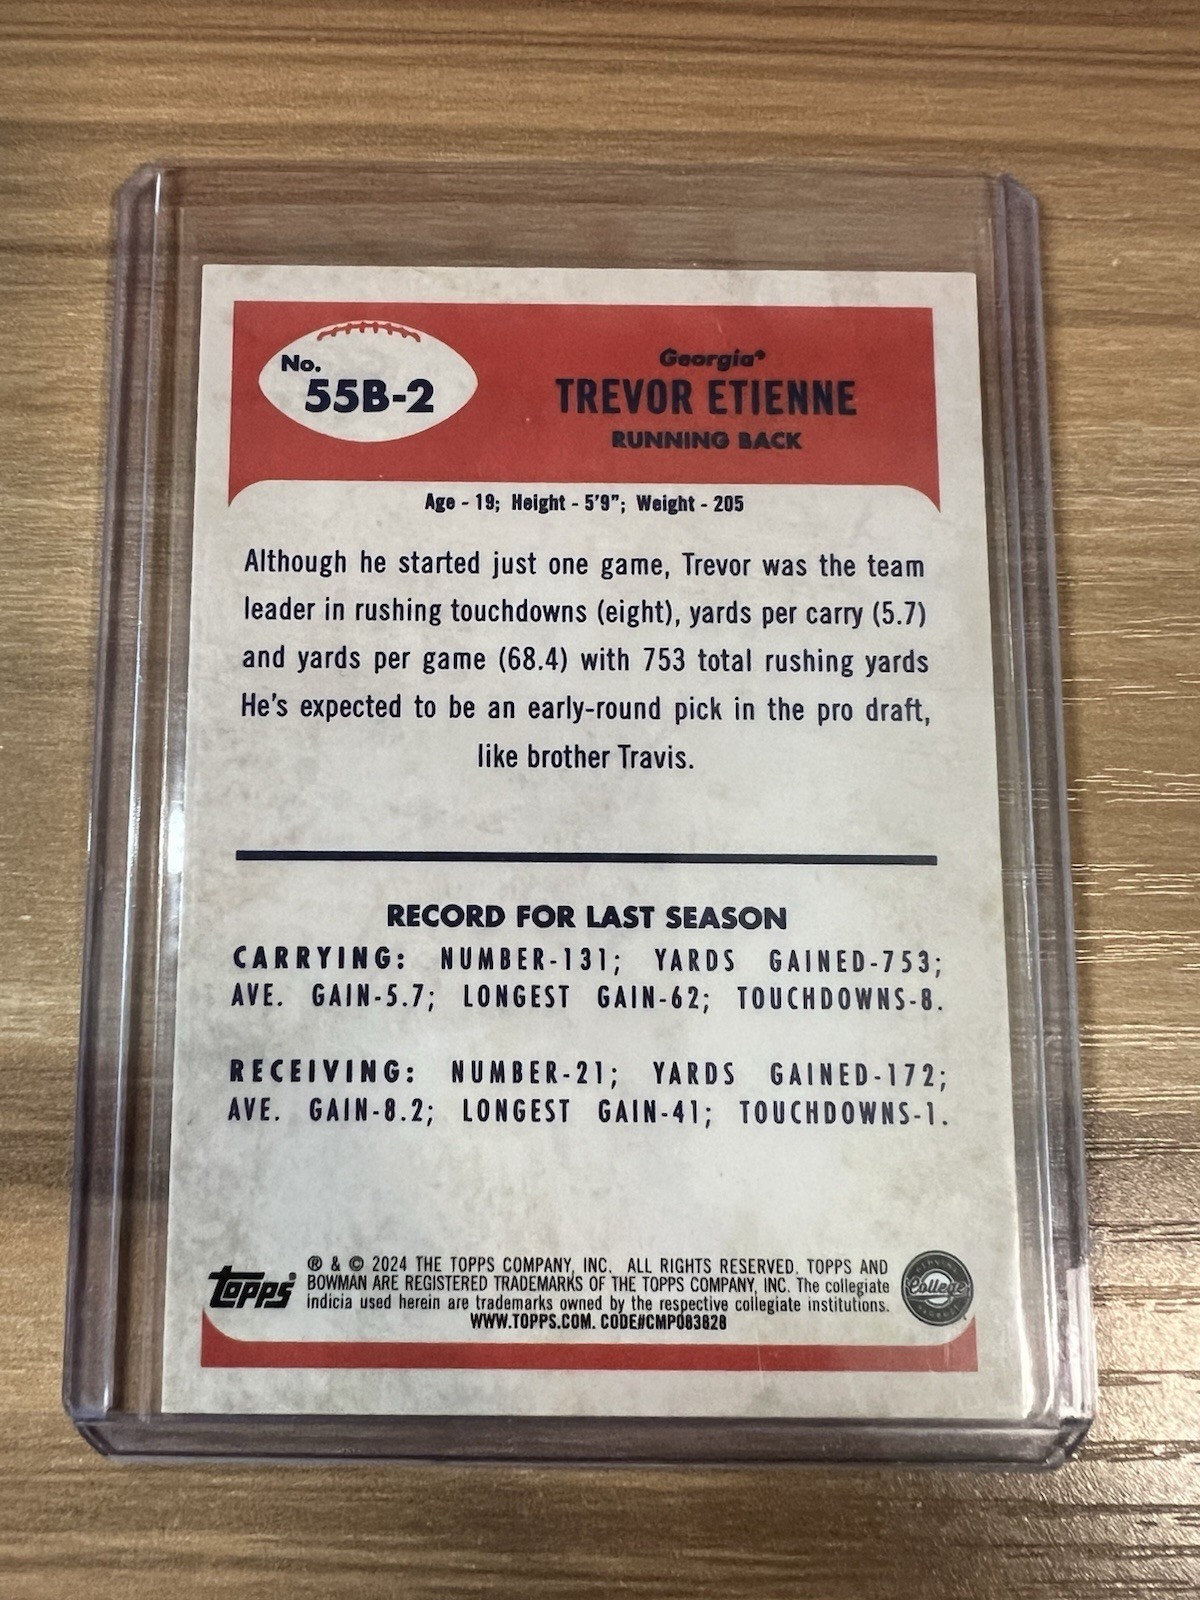 No.
55B-2
Georgia®
TREVOR ETIENNE
RUNNING BACK
Age - 19; Height - 5'9"; Weight - 205
Although he started just one game, Trevor was the team
leader in rushing touchdowns (eight), yards per carry (5.7)
and yards per game (68.4) with 753 total rushing yards
He's expected to be an early-round pick in the pro draft,
like brother Travis.
RECORD FOR LAST SEASON
CARRYING: NUMBER-131; YARDS GAINED-753;
AVE. GAIN-5.7; LONGEST GAIN-62; TOUCHDOWNS-8.
RECEIVING: NUMBER-21; YARDS GAINED-172;
AVE. GAIN-8.2; LONGEST GAIN-41; TOUCHDOWNS-1.
topps®
® & © 2024 THE TOPPS COMPANY, INC. ALL RIGHTS RESERVED. TOPPS AND
BOWMAN ARE REGISTERED TRADEMARKS OF THE TOPPS COMPANY, INC. The collegiate
indicia used herein are trademarks owned by the respective collegiate institutions.
WWW.TOPPS.COM. CODE#CMP083828
College